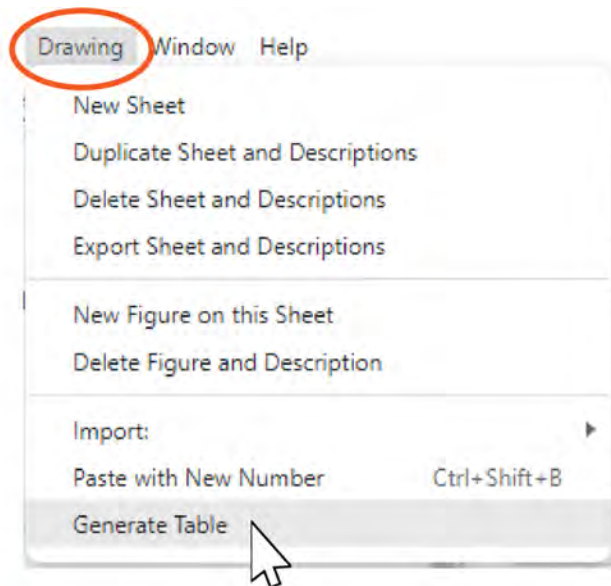 Drawing Window Help
New Sheet
Duplicate Sheet and Descriptions
Delete Sheet and Descriptions
Export Sheet and Descriptions
New Figure on this Sheet
Delete Figure and Description
Import:
Paste with New Number Ctrl+Shift+B
Generate Table